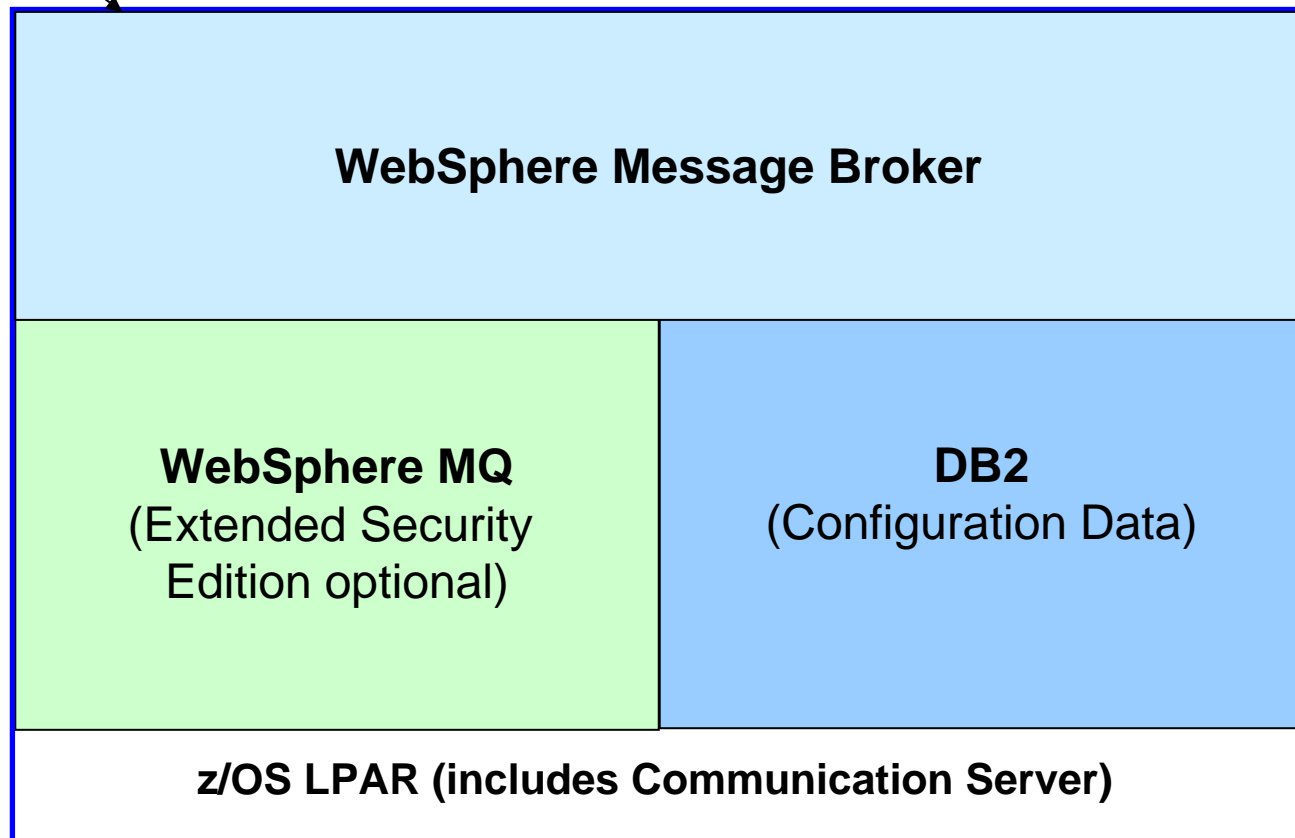 WebSphere Message Broker
WebSphere MQ
(Extended Security
Edition optional)
DB2
(Configuration Data)
z/OS LPAR (includes Communication Server)